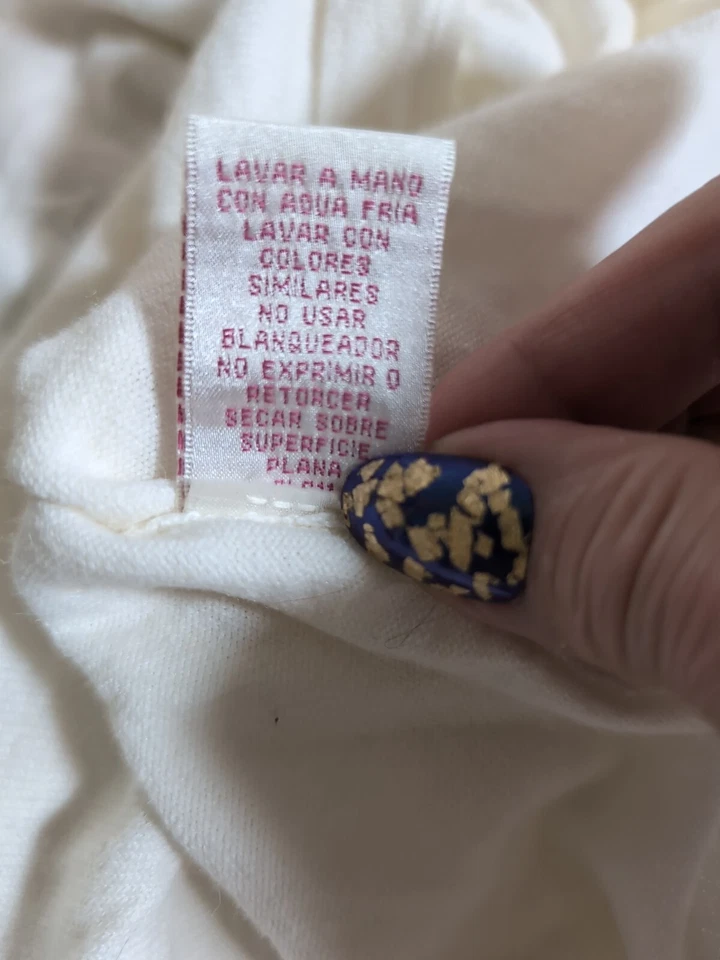 LAVAR A MANO
CON AGUA FRIA
LAVAR CON
COLORES
SIMILARES
NO USAR
BLANQUEADOR
NO EXPRIMIR O
RETORCER
SECAR SOBRE
SUPERFICIE
PLANA